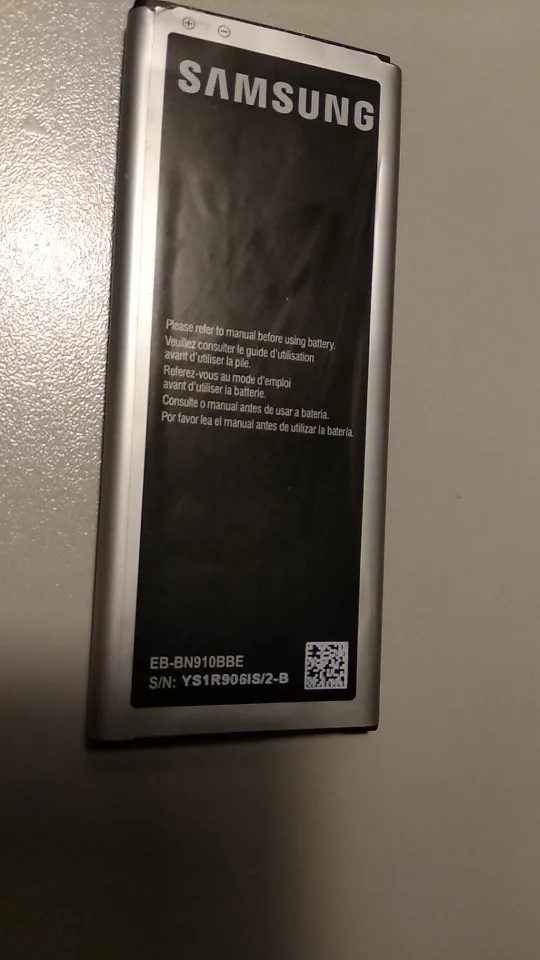 SAMSUNG
Please refer to manual before using battery.
Veuillez consulter le guide d'utilisation
avant d'utiliser la pile.
Referez-vous au mode d'emploi
avant d'utiliser la batterie.
Consulte o manual antes de usar a bateria.
Por favor lea el manual antes de utilizar la batería.
EB-BN910BBE
S/N: YS1R906IS/2-B